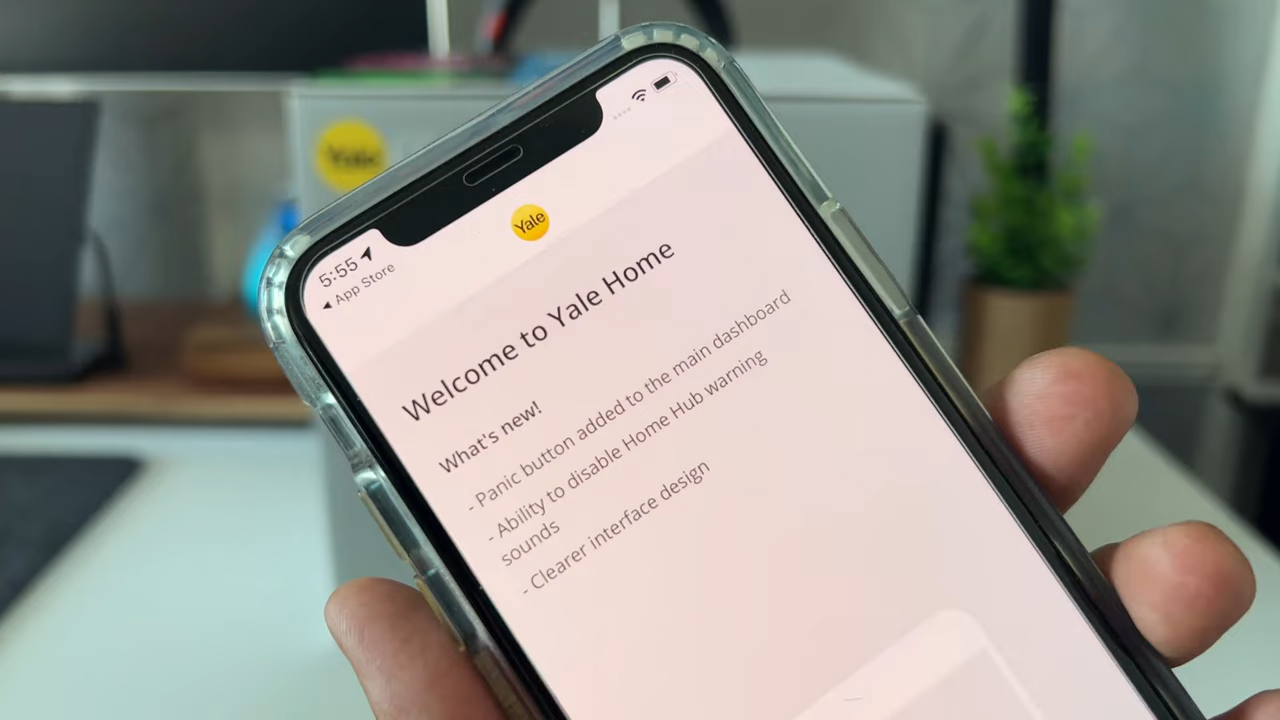 Yale
5:55
App Store
Yale
Welcome to Yale Home
What's new!
- Panic button added to the main dashboard
- Ability to disable Home Hub warning
sounds
- Clearer interface design